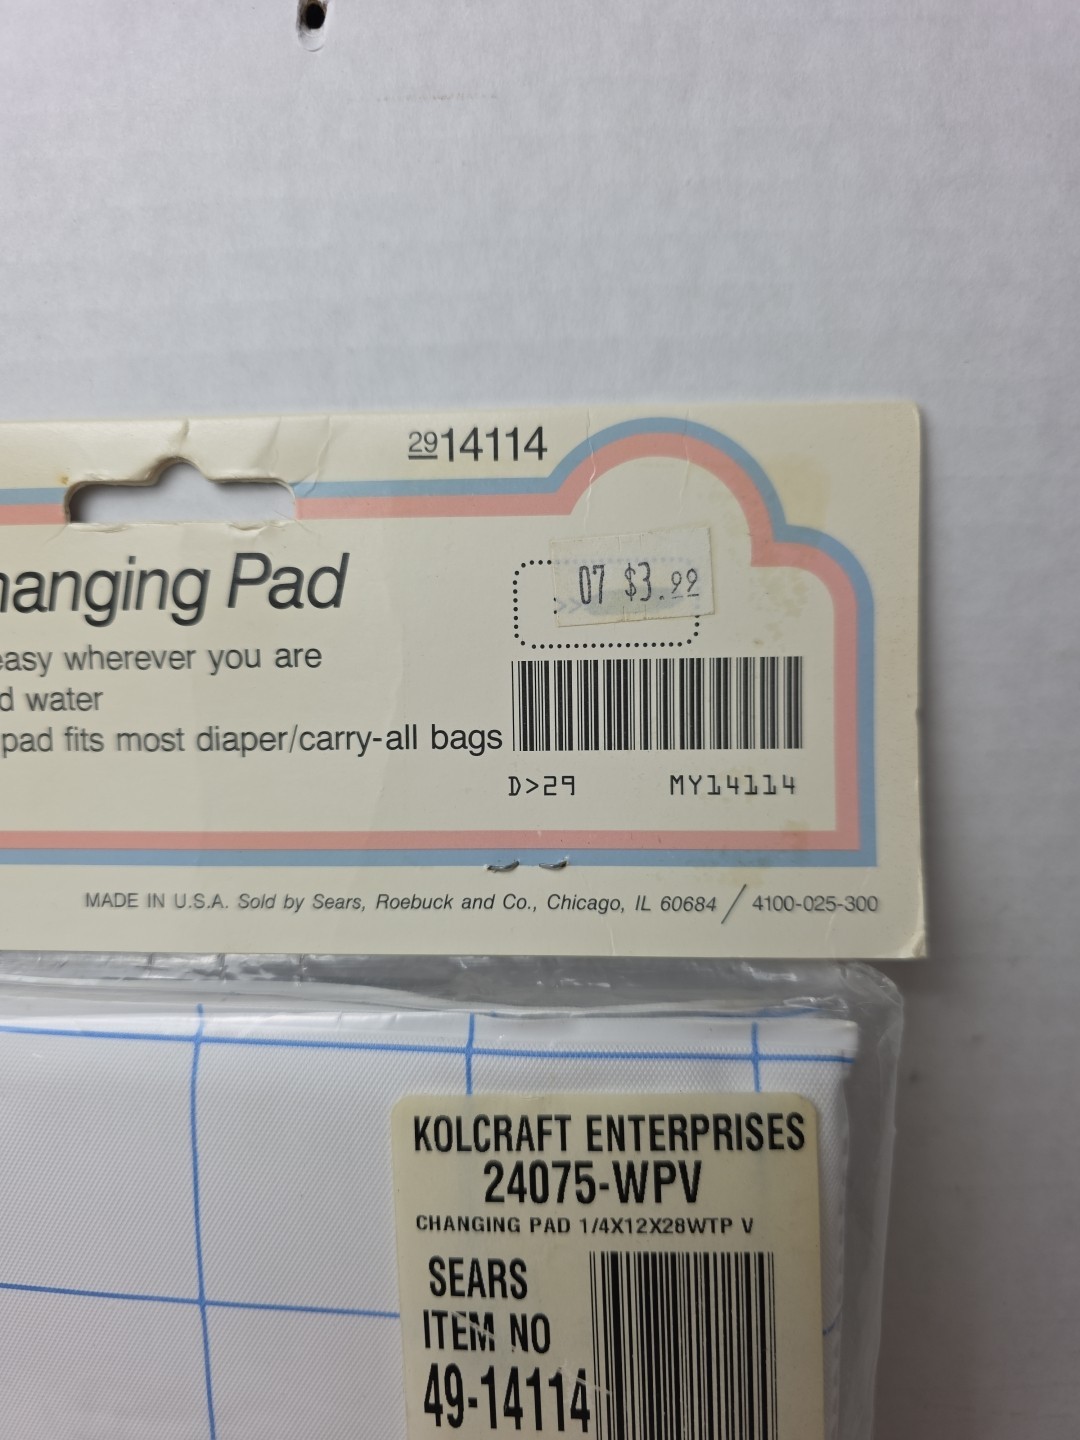 2914114
07 $3.99
hanging Pad
easy wherever you are
d water
pad fits most diaper/carry-all bags
D>29 MY14114
MADE IN U.S.A. Sold by Sears, Roebuck and Co., Chicago, IL 60684 / 4100-025-300
KOLCRAFT ENTERPRISES
24075-WPV
CHANGING PAD 1/4X12X28WTP V
SEARS
ITEM NO
49-14114